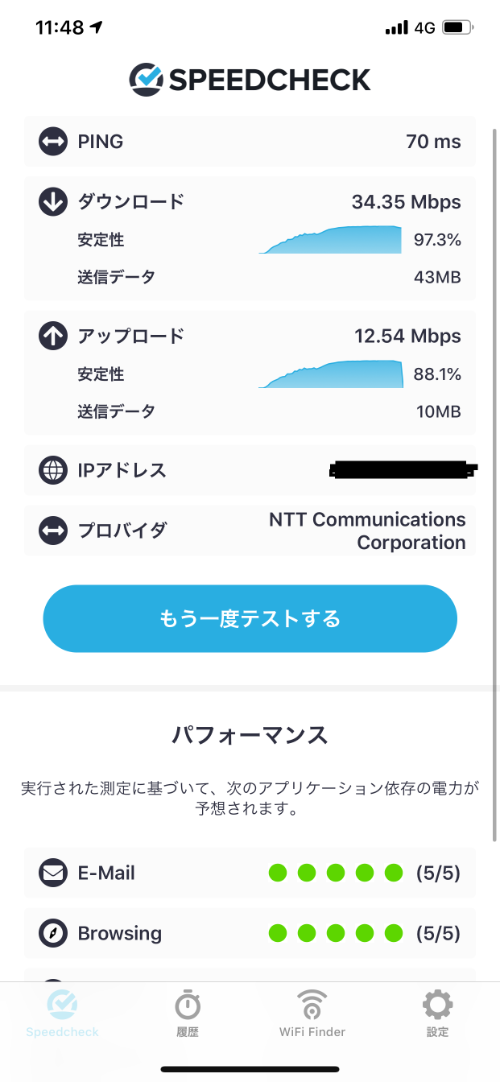 11:48
4G
SPEEDCHECK
PING 70 ms
ダウンロード 34.35 Mbps
安定性 97.3%
送信データ 43MB
アップロード 12.54 Mbps
安定性 88.1%
送信データ 10MB
IPアドレス
プロバイダ NTT Communications
Corporation
もう一度テストする
パフォーマンス
実行された測定に基づいて、次のアプリケーション依存の電力が
予想されます。
E-Mail (5/5)
Browsing (5/5)
Speedcheck 履歴 WiFi Finder 設定